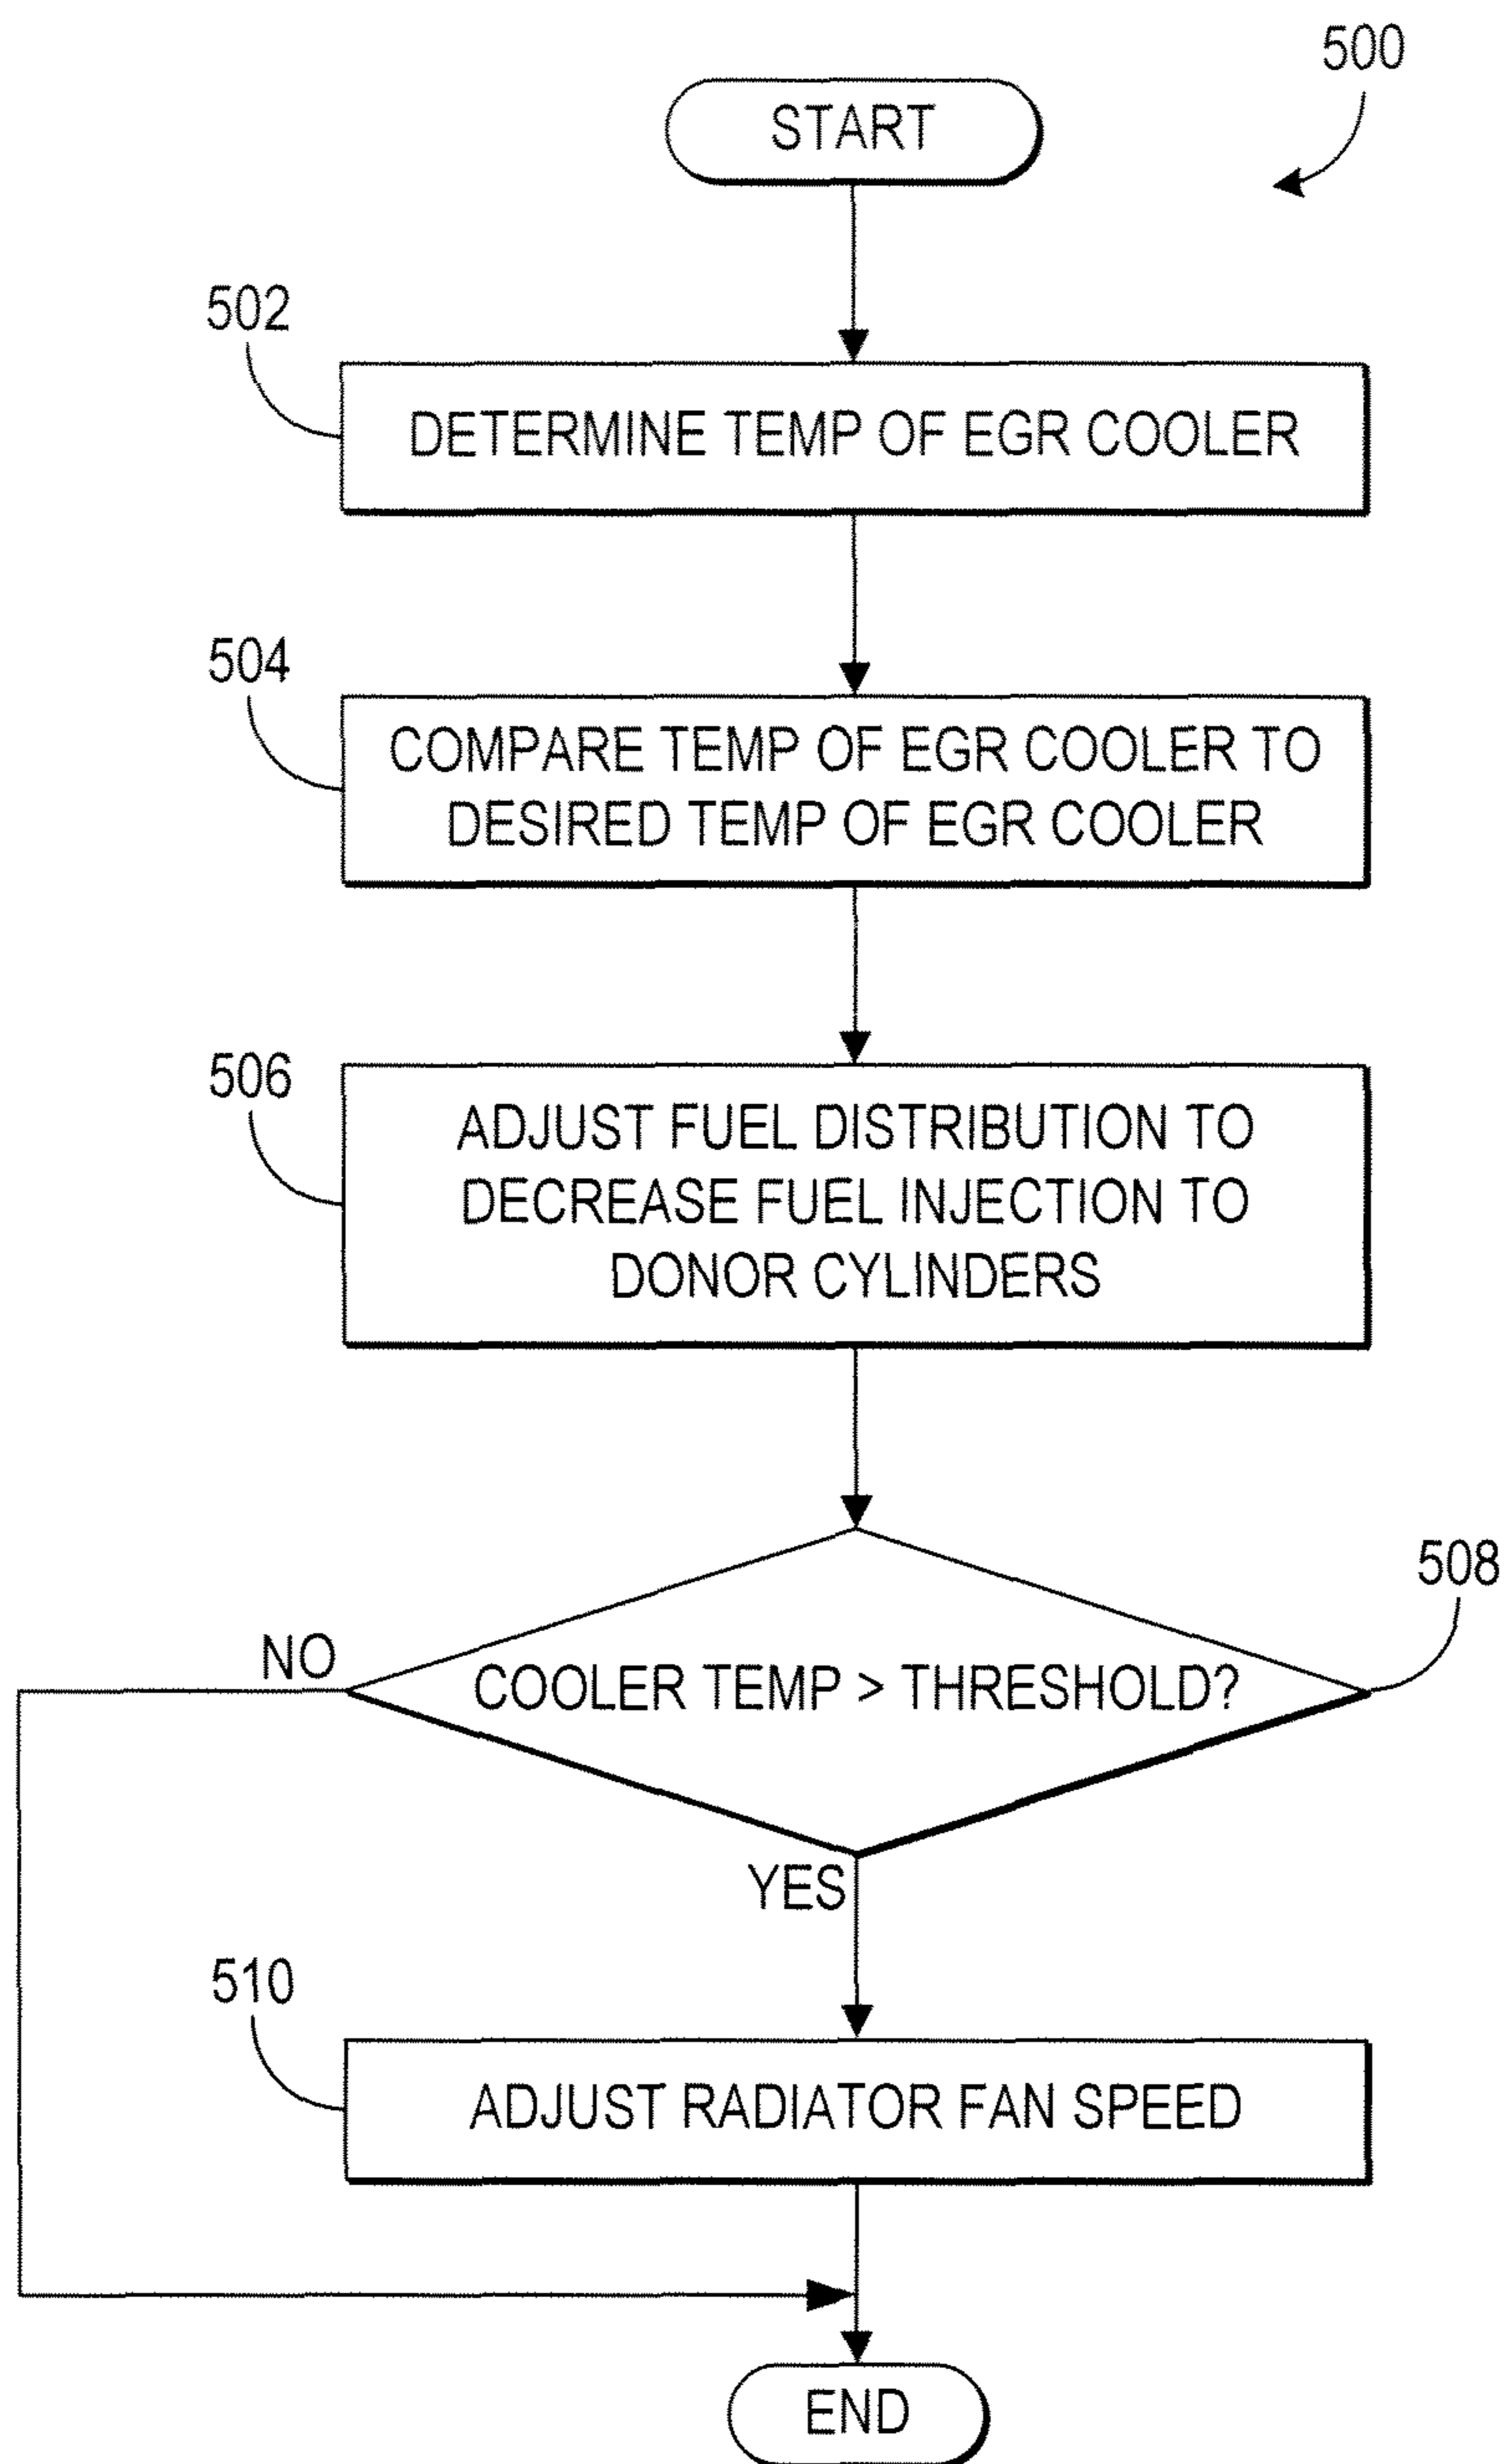 500
START
502
DETERMINE TEMP OF EGR COOLER
504
COMPARE TEMP OF EGR COOLER TO
DESIRED TEMP OF EGR COOLER
506
ADJUST FUEL DISTRIBUTION TO
DECREASE FUEL INJECTION TO
DONOR CYLINDERS
508
NO
COOLER TEMP > THRESHOLD?
YES
510
ADJUST RADIATOR FAN SPEED
END